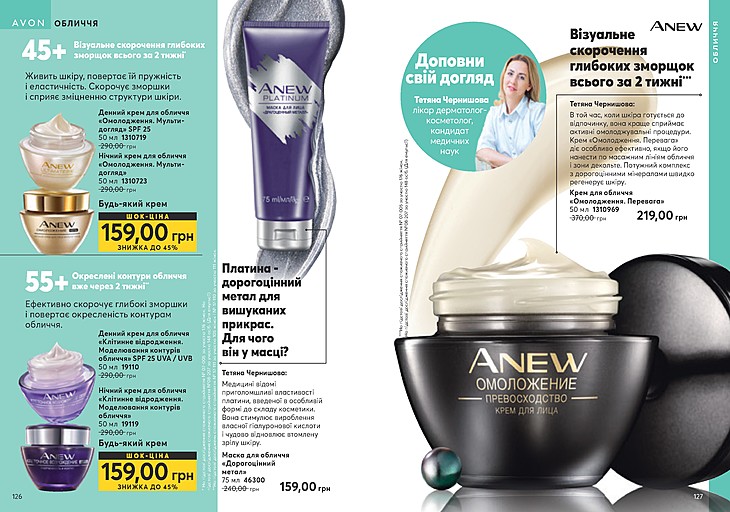 AVON ОБЛИЧЧЯ
45+ Візуальне скорочення глибоких
зморщок всього за 2 тижні*
Живить шкіру, повертає їй пружність
і еластичність. Скорочує зморшки
і сприяє зміцненню структури шкіри.
Денний крем для обличчя
«Омолодження. Мульти-
догляд» SPF 25
50 мл 1310719
290,00 грн
Нічний крем для обличчя
«Омолодження. Мульти-
догляд»
50 мл 1310723
290,00 грн
Будь-який крем
ШОК-ЦІНА
159,00 грн
ЗНИЖКА ДО 45%
55+ Окреслені контури обличчя
вже через 2 тижні**
Ефективно скорочує глибокі зморшки
і повертає окресленість контурам
обличчя.
Денний крем для обличчя
«Клітинне відродження.
Моделювання контурів
обличчя» SPF 25 UVA / UVB
50 мл 19110
290,00 грн
Нічний крем для обличчя
«Клітинне відродження.
Моделювання контурів
обличчя»
50 мл 19119
290,00 грн
Будь-який крем
ШОК-ЦІНА
159,00 грн
ЗНИЖКА ДО 45%
126
ANEW
ANEW
ANEW
ANEW
ANEW
PLATINUM
МАСКА ДЛЯ ЛИЦА
«ДРАГОЦЕННЫЙ МЕТАЛЛ»
75 ml/мл/
Платина -
дорогоцінний
метал для
вишуканих
прикрас.
Для чого
він у масці?
Тетяна Чернишова:
Медицині відомі
приголомшливі властивості
платини, введеної в особливій
формі до складу косметики.
Вона стимулює вироблення
власної гіалуронової кислоти
і чудово відновлює втомлену
зрілу шкіру.
Маска для обличчя
«Дорогоцінний
метал»
75 мл 46300
240,00 грн
159,00 грн
Доповни
свій догляд
Тетяна Чернишова
лікар дерматолог-
косметолог,
кандидат
медичних
наук
ANEW
ОБЛИЧЧЯ
Візуальне
скорочення
глибоких зморщок
всього за 2 тижні***
Тетяна Чернишова:
В той час, коли шкіра готується до
відпочинку, вона краще сприймає
активні омолоджувальні процедури.
Крем «Омолодження. Перевага»
діє особливо ефективно, якщо його
нанести по масажним лініям обличчя
і зони декольте. Потужний комплекс
з дорогоцінними мінералами швидко
регенерує шкіру.
Крем для обличчя
«Омолодження. Перевага»
50 мл 1310969
370,00 грн
219,00 грн
ANEW
ОМОЛОЖЕНИЕ
ПРЕВОСХОДСТВО
КРЕМ ДЛЯ ЛИЦА
127